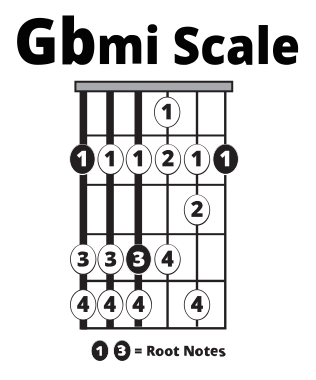 Gbmi Scale
1
1 1 1 2 1 1
2
3 3 3 4
4 4 4 4
1 3 = Root Notes